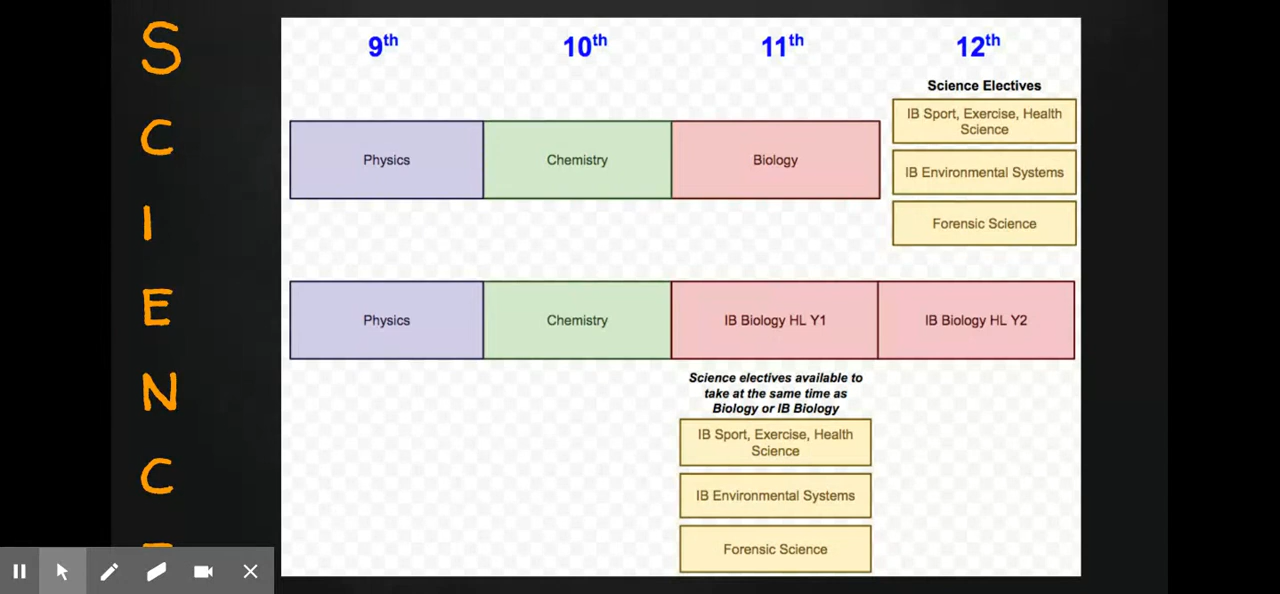 S
C
I
E
N
C
9th
10th
11th
12th
Science Electives
IB Sport, Exercise, Health
Science
Physics
Chemistry
Biology
IB Environmental Systems
Forensic Science
Physics
Chemistry
IB Biology HL Y1
IB Biology HL Y2
Science electives available to
take at the same time as
Biology or IB Biology
IB Sport, Exercise, Health
Science
IB Environmental Systems
Forensic Science